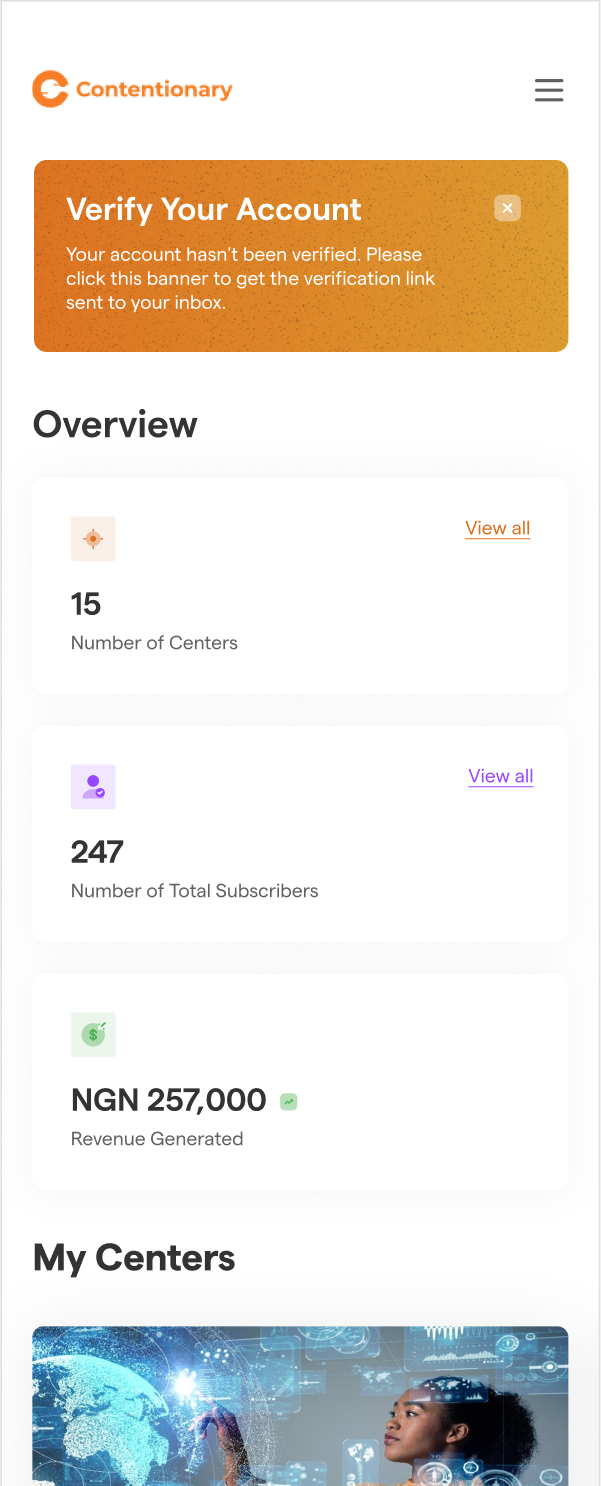 Contentionary
Verify Your Account
Your account hasn't been verified. Please
click this banner to get the verification link
sent to your inbox.
Overview
View all
15
Number of Centers
View all
247
Number of Total Subscribers
$
NGN 257,000
Revenue Generated
My Centers